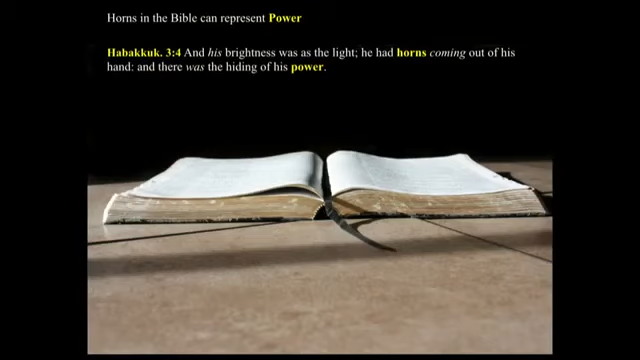 Horns in the Bible can represent Power
Habakkuk. 3:4 And his brightness was as the light; he had horns coming out of his
hand: and there was the hiding of his power.